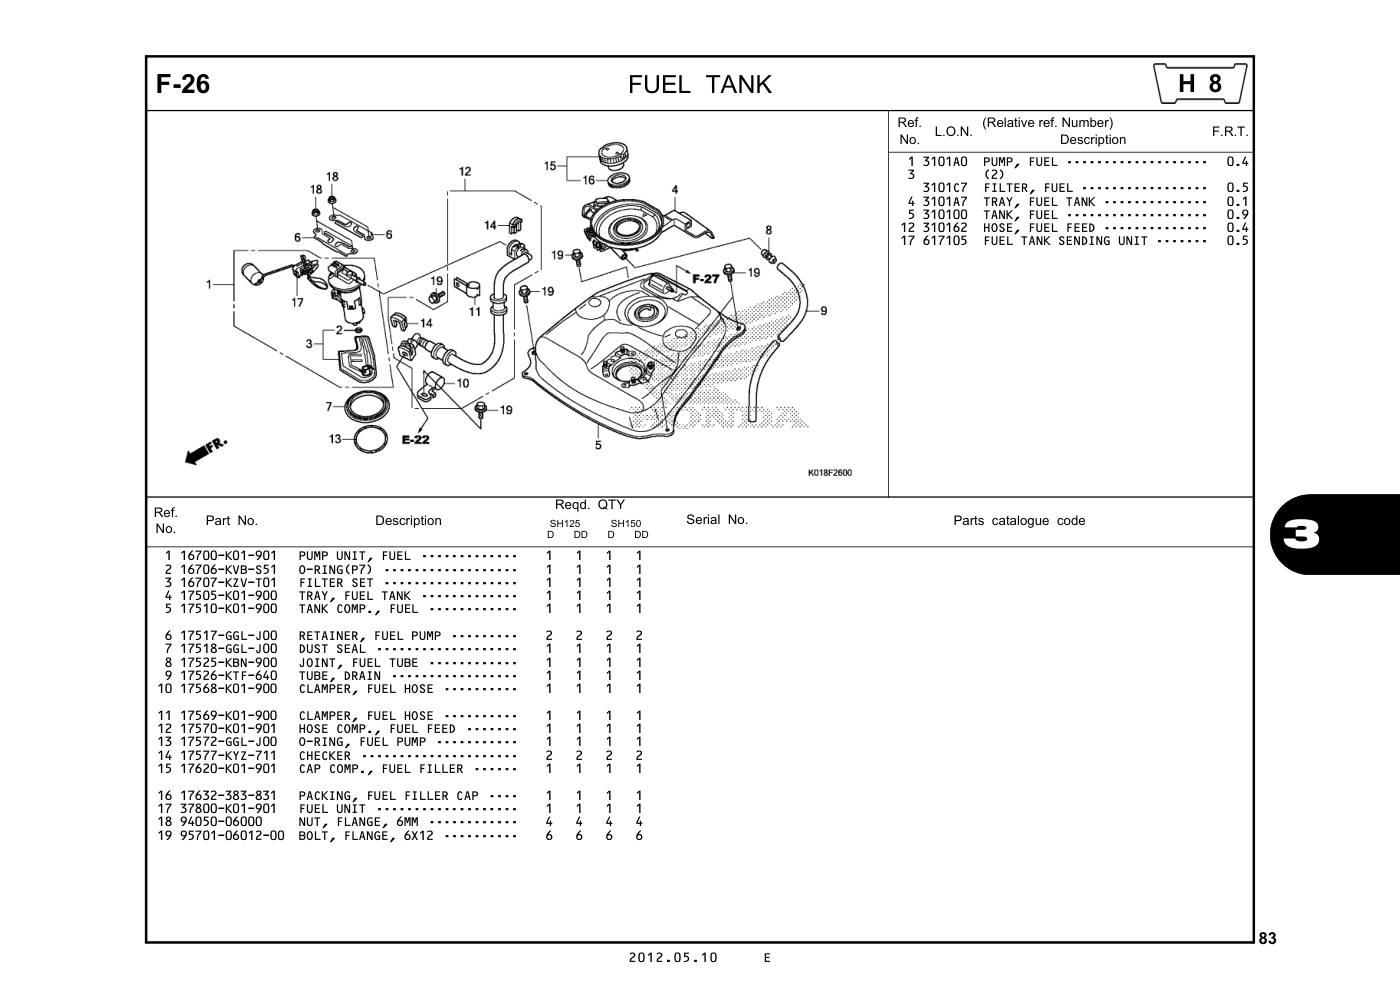 F-26
FUEL TANK
H 8
18
18
6
6
12
14
19
11
14
10
19
1
17
2
3
7
13
E-22
FR.
15
16
4
19
F-27
19
19
8
9
5
HONDA
K018F2600
Ref. No. L.O.N. (Relative ref. Number) Description F.R.T.
1 3101A0 PUMP, FUEL ------------------- 0.4
3 (2)
3101C7 FILTER, FUEL ----------------- 0.5
4 3101A7 TRAY, FUEL TANK -------------- 0.1
5 310100 TANK, FUEL ------------------- 0.9
12 310162 HOSE, FUEL FEED -------------- 0.4
17 617105 FUEL TANK SENDING UNIT ------- 0.5
Ref. No. Part No. Description Reqd. QTY Serial No. Parts catalogue code
SH125 SH150
D DD D DD
1 16700-K01-901 PUMP UNIT, FUEL ------------- 1 1 1 1
2 16706-KVB-S51 O-RING(P7) ------------------ 1 1 1 1
3 16707-KZV-T01 FILTER SET ------------------ 1 1 1 1
4 17505-K01-900 TRAY, FUEL TANK ------------- 1 1 1 1
5 17510-K01-900 TANK COMP., FUEL ------------ 1 1 1 1
6 17517-GGL-J00 RETAINER, FUEL PUMP --------- 2 2 2 2
7 17518-GGL-J00 DUST SEAL ------------------- 1 1 1 1
8 17525-KBN-900 JOINT, FUEL TUBE ------------ 1 1 1 1
9 17526-KTF-640 TUBE, DRAIN ----------------- 1 1 1 1
10 17568-K01-900 CLAMPER, FUEL HOSE ---------- 1 1 1 1
11 17569-K01-900 CLAMPER, FUEL HOSE ---------- 1 1 1 1
12 17570-K01-901 HOSE COMP., FUEL FEED ------- 1 1 1 1
13 17572-GGL-J00 O-RING, FUEL PUMP ----------- 1 1 1 1
14 17577-KYZ-711 CHECKER --------------------- 2 2 2 2
15 17620-K01-901 CAP COMP., FUEL FILLER ------ 1 1 1 1
16 17632-383-831 PACKING, FUEL FILLER CAP ---- 1 1 1 1
17 37800-K01-901 FUEL UNIT ------------------- 1 1 1 1
18 94050-06000 NUT, FLANGE, 6MM ------------ 4 4 4 4
19 95701-06012-00 BOLT, FLANGE, 6X12 ---------- 6 6 6 6
3
83
2012.05.10 E